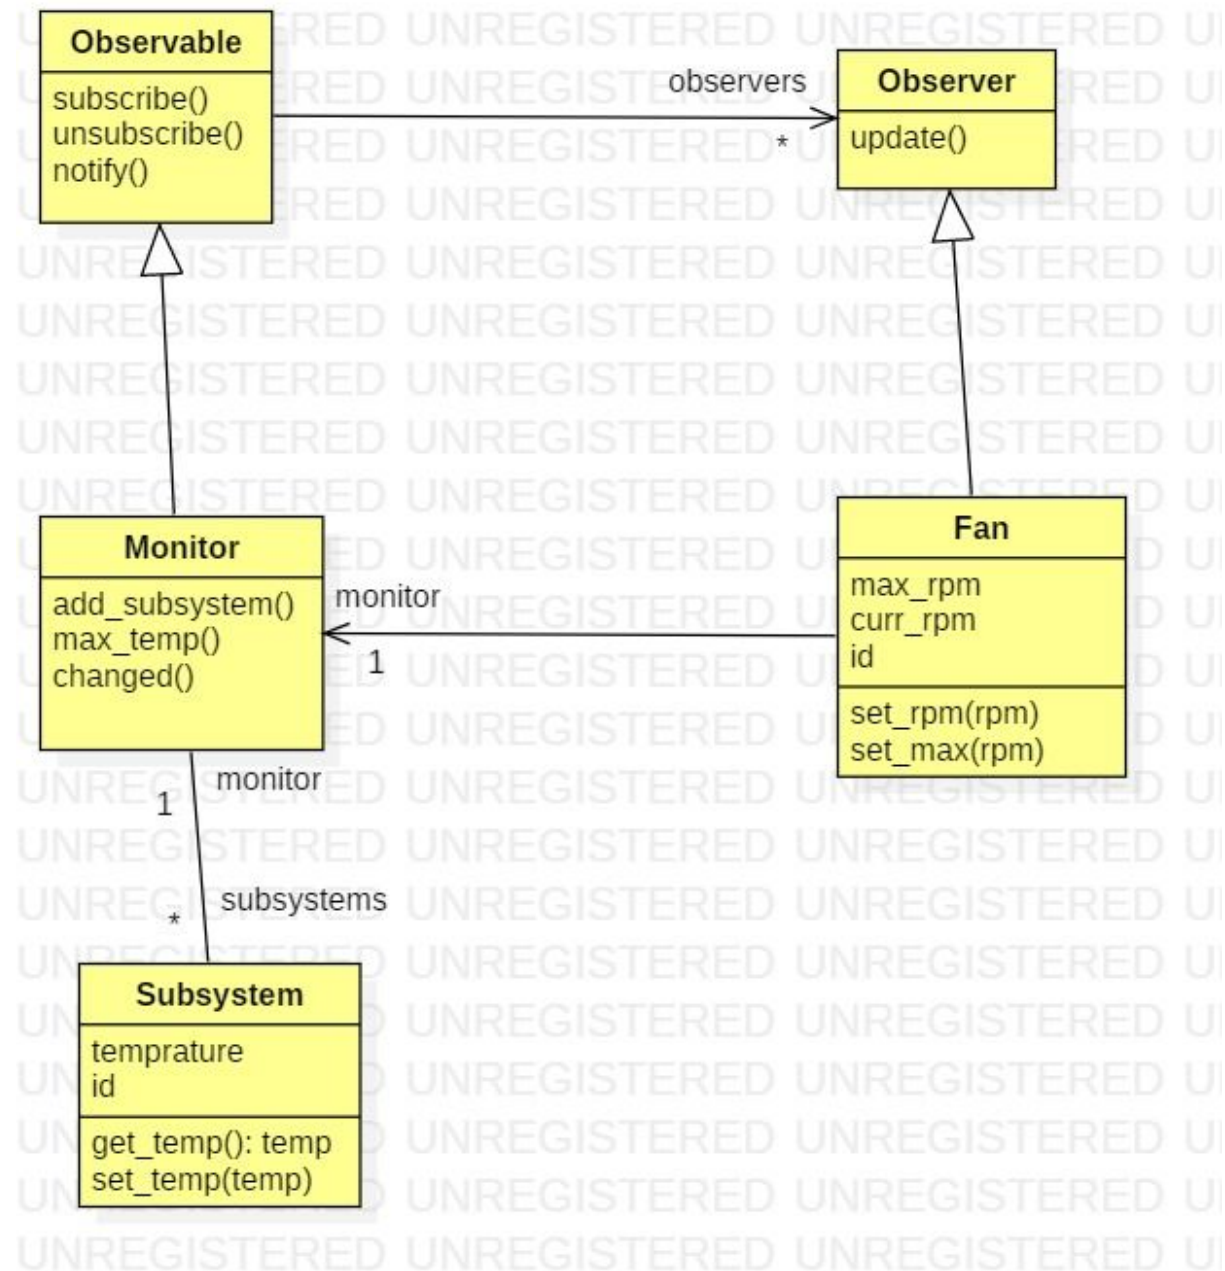 Observable
subscribe()
unsubscribe()
notify()
observers
*
Observer
update()
Monitor
add_subsystem()
max_temp()
changed()
monitor
1
Fan
max_rpm
curr_rpm
id
set_rpm(rpm)
set_max(rpm)
monitor
1
subsystems
*
Subsystem
temprature
id
get_temp(): temp
set_temp(temp)
UNREGISTERED